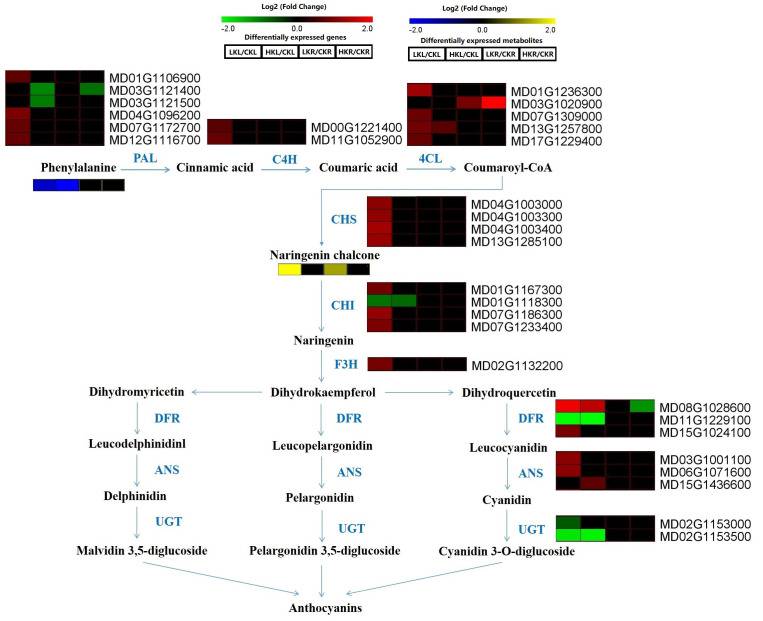 Log2 (Fold Change)
-2.0 0.0 2.0
Differentially expressed genes
LKL/CKL HKL/CKL LKR/CKR HKR/CKR
Log2 (Fold Change)
-2.0 0.0 2.0
Differentially expressed metabolites
LKL/CKL HKL/CKL LKR/CKR HKR/CKR
MD01G1106900
MD03G1121400
MD03G1121500
MD04G1096200
MD07G1172700
MD12G1116700
MD00G1221400
MD11G1052900
MD01G1236300
MD03G1020900
MD07G1309000
MD13G1257800
MD17G1229400
Phenylalanine PAL Cinnamic acid C4H Coumaric acid 4CL Coumaroyl-CoA
CHS
MD04G1003000
MD04G1003300
MD04G1003400
MD13G1285100
Naringenin chalcone
CHI
MD01G1167300
MD01G1118300
MD07G1186300
MD07G1233400
Naringenin
F3H MD02G1132200
Dihydromyricetin Dihydrokaempferol Dihydroquercetin
DFR DFR DFR
MD08G1028600
MD11G1229100
MD15G1024100
Leucodelphinidinl Leucopelargonidin Leucocyanidin
ANS ANS ANS
MD03G1001100
MD06G1071600
MD15G1436600
Delphinidin Pelargonidin Cyanidin
UGT UGT UGT
MD02G1153000
MD02G1153500
Malvidin 3,5-diglucoside Pelargonidin 3,5-diglucoside Cyanidin 3-O-diglucoside
Anthocyanins